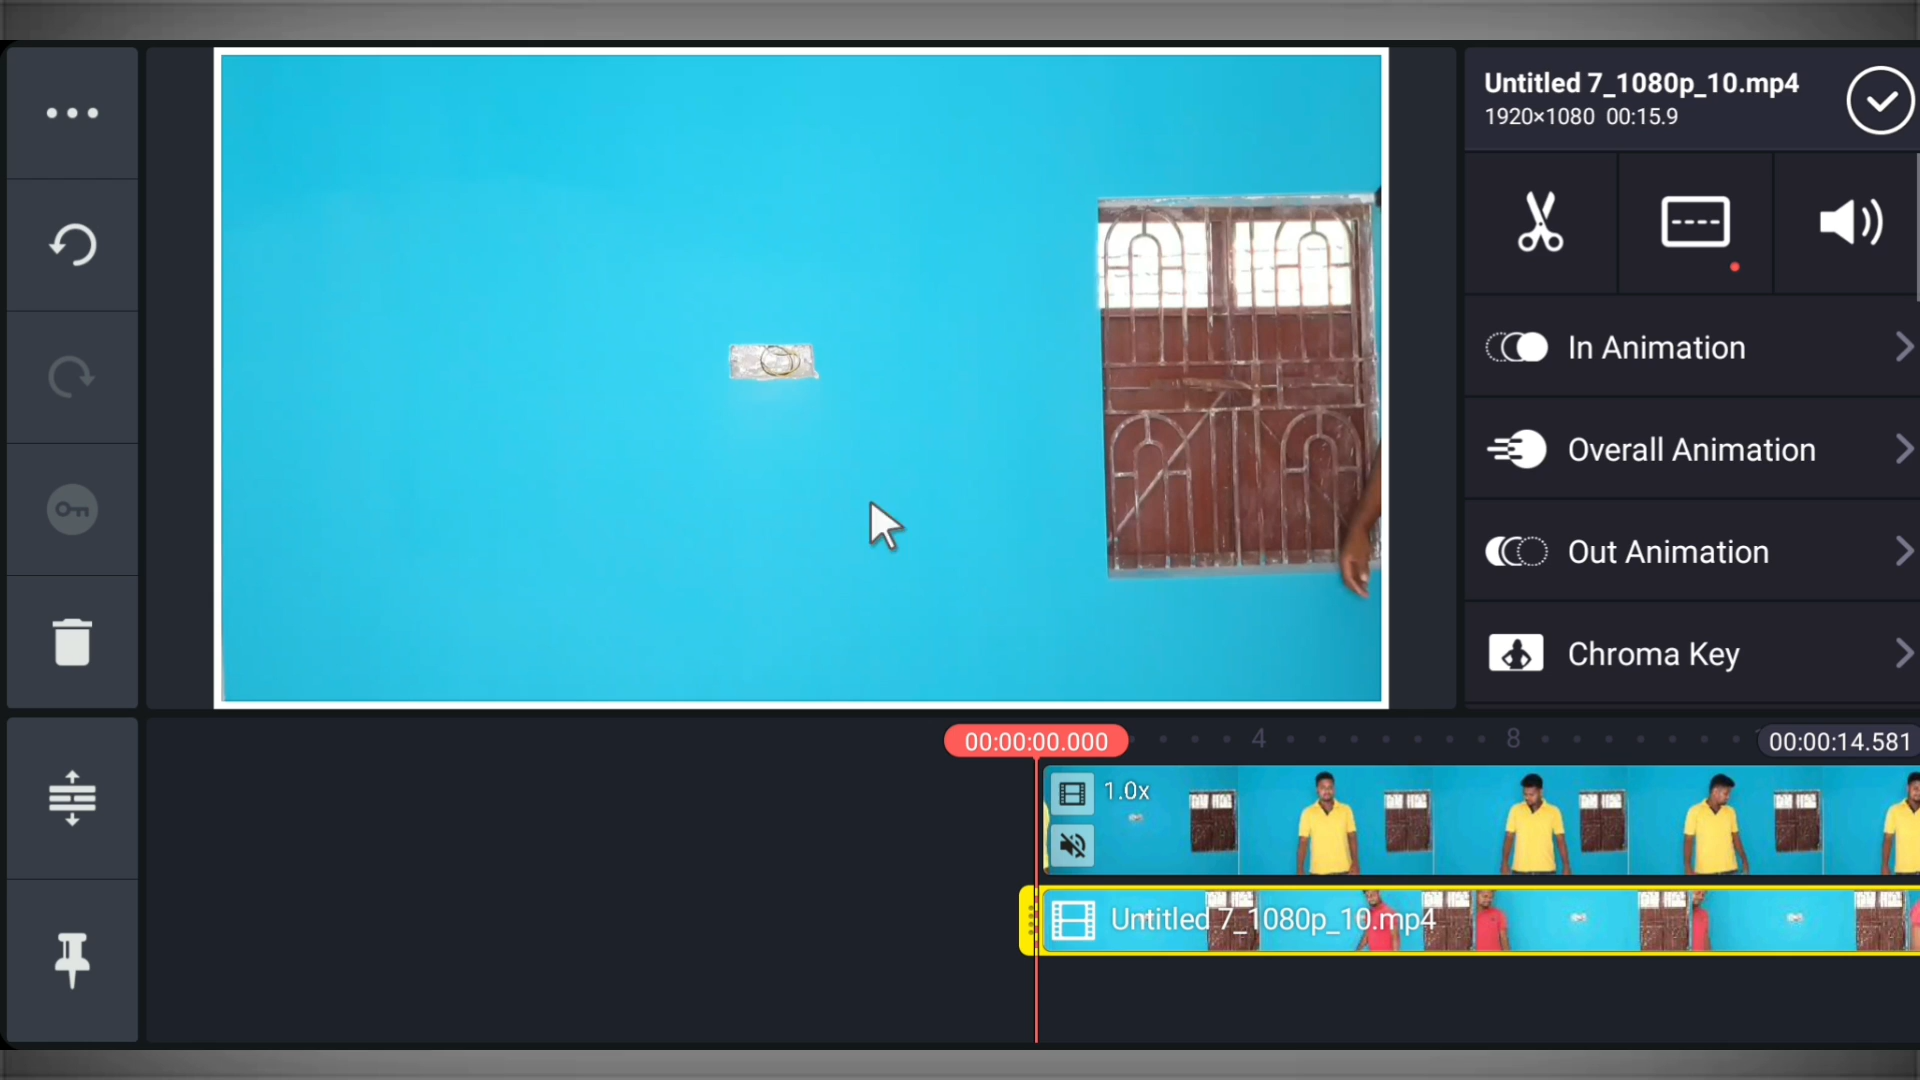 Untitled 7_1080p_10.mp4
1920×1080 00:15.9
In Animation
Overall Animation
Out Animation
Chroma Key
00:00:00.000
4
8
00:00:14.581
1.0x
Untitled 7_1080p_10.mp4